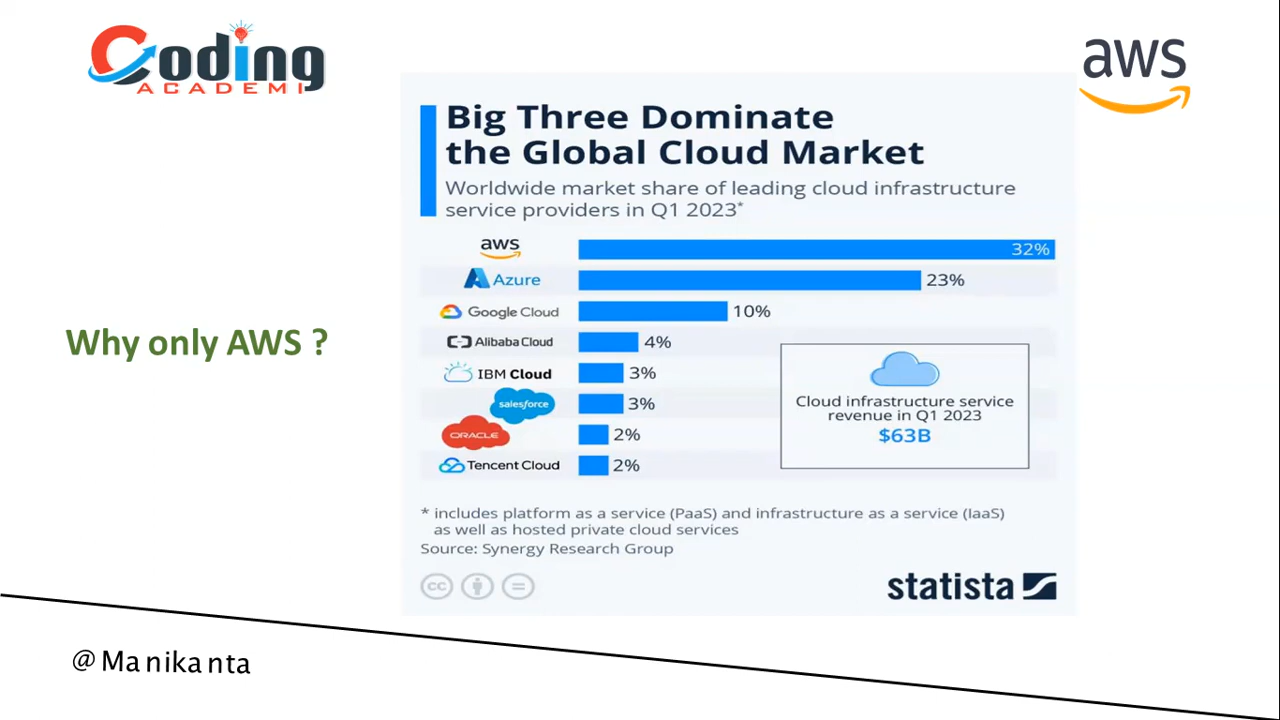 Coding
ACADEMI
aws
Big Three Dominate
the Global Cloud Market
Worldwide market share of leading cloud infrastructure
service providers in Q1 2023*
aws 32%
Azure 23%
Google Cloud 10%
Alibaba Cloud 4%
IBM Cloud 3%
salesforce 3%
ORACLE 2%
Tencent Cloud 2%
Cloud infrastructure service
revenue in Q1 2023
$63B
Why only AWS ?
* includes platform as a service (PaaS) and infrastructure as a service (IaaS)
as well as hosted private cloud services
Source: Synergy Research Group
cc
=
statista
@Manikanta